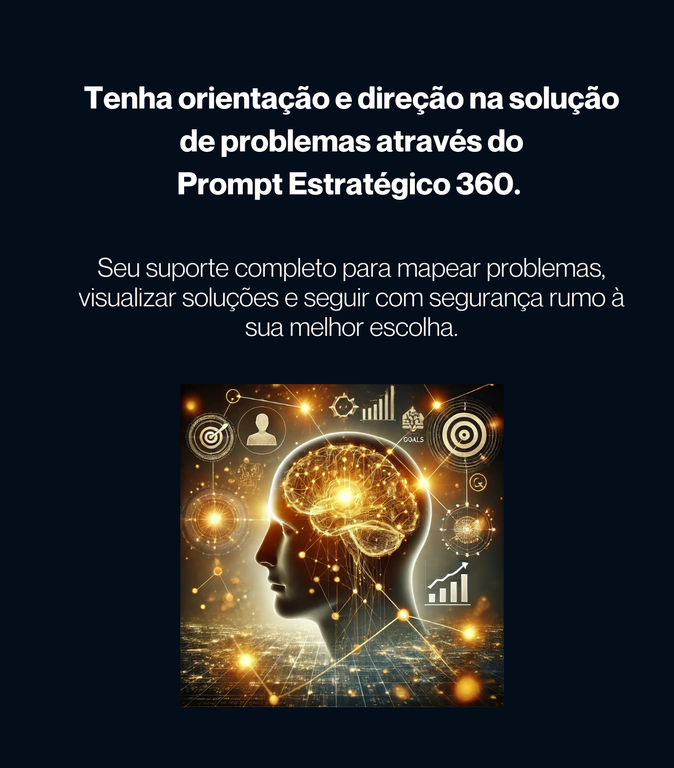 Tenha orientação e direção na solução
de problemas através do
Prompt Estratégico 360.
Seu suporte completo para mapear problemas,
visualizar soluções e seguir com segurança rumo à
sua melhor escolha.
GOALS